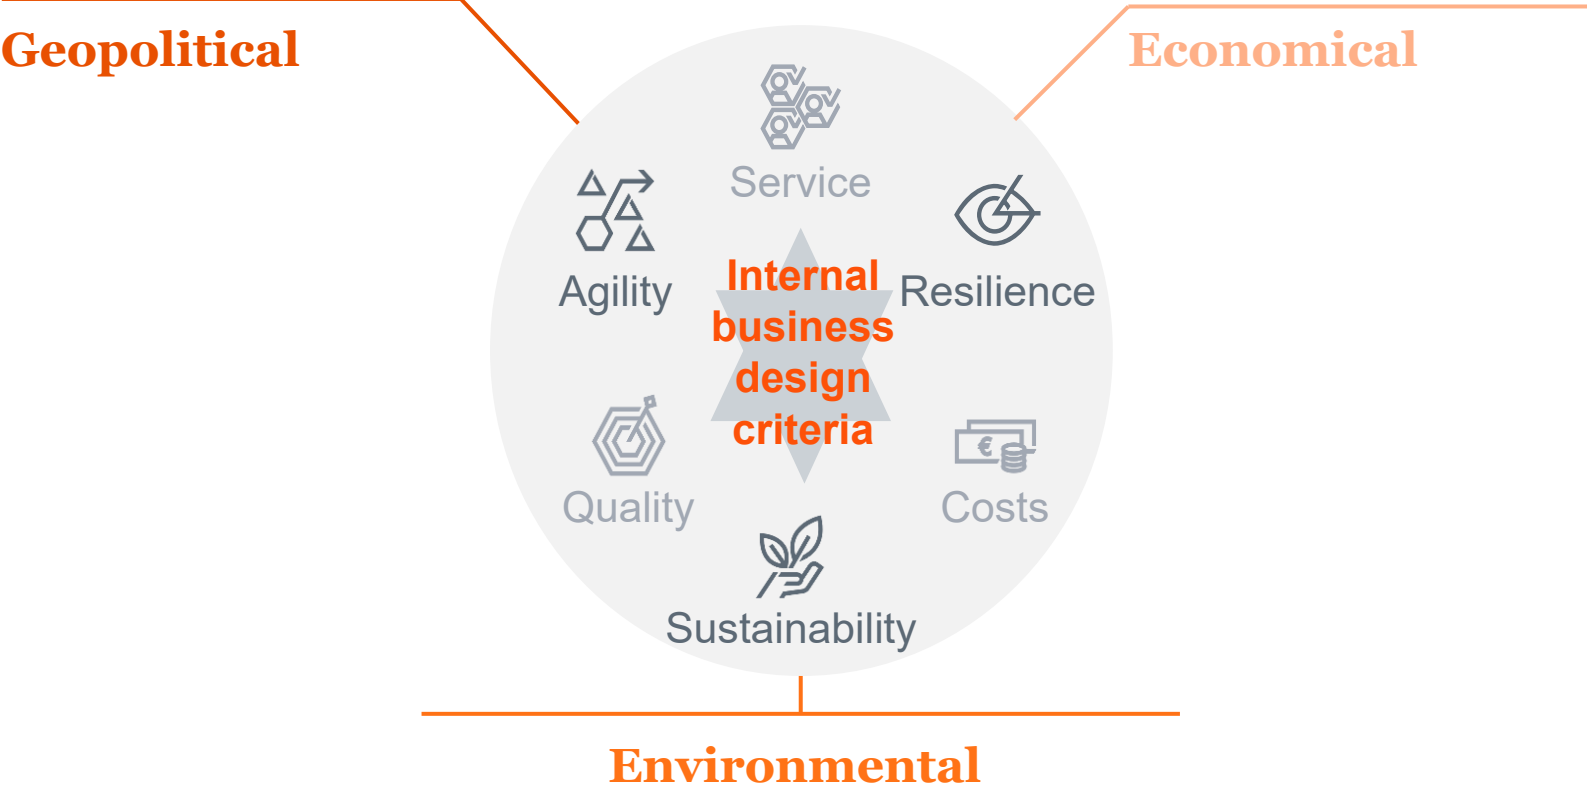 Geopolitical
Economical
Service
Agility
Resilience
Internal
business
design
criteria
€
Quality
Costs
Sustainability
Environmental